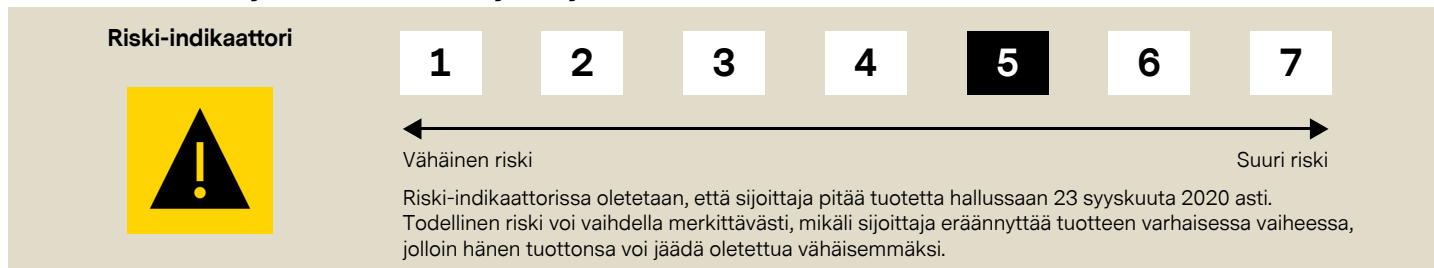 Riski-indikaattori
1 2 3 4 5 6 7
Vähäinen riski Suuri riski
Riski-indikaattorissa oletetaan, että sijoittaja pitää tuotetta hallussaan 23 syyskuuta 2020 asti.
Todellinen riski voi vaihdella merkittävästi, mikäli sijoittaja eräännyttää tuotteen varhaisessa vaiheessa,
jolloin hänen tuottonsa voi jäädä oletettua vähäisemmäksi.